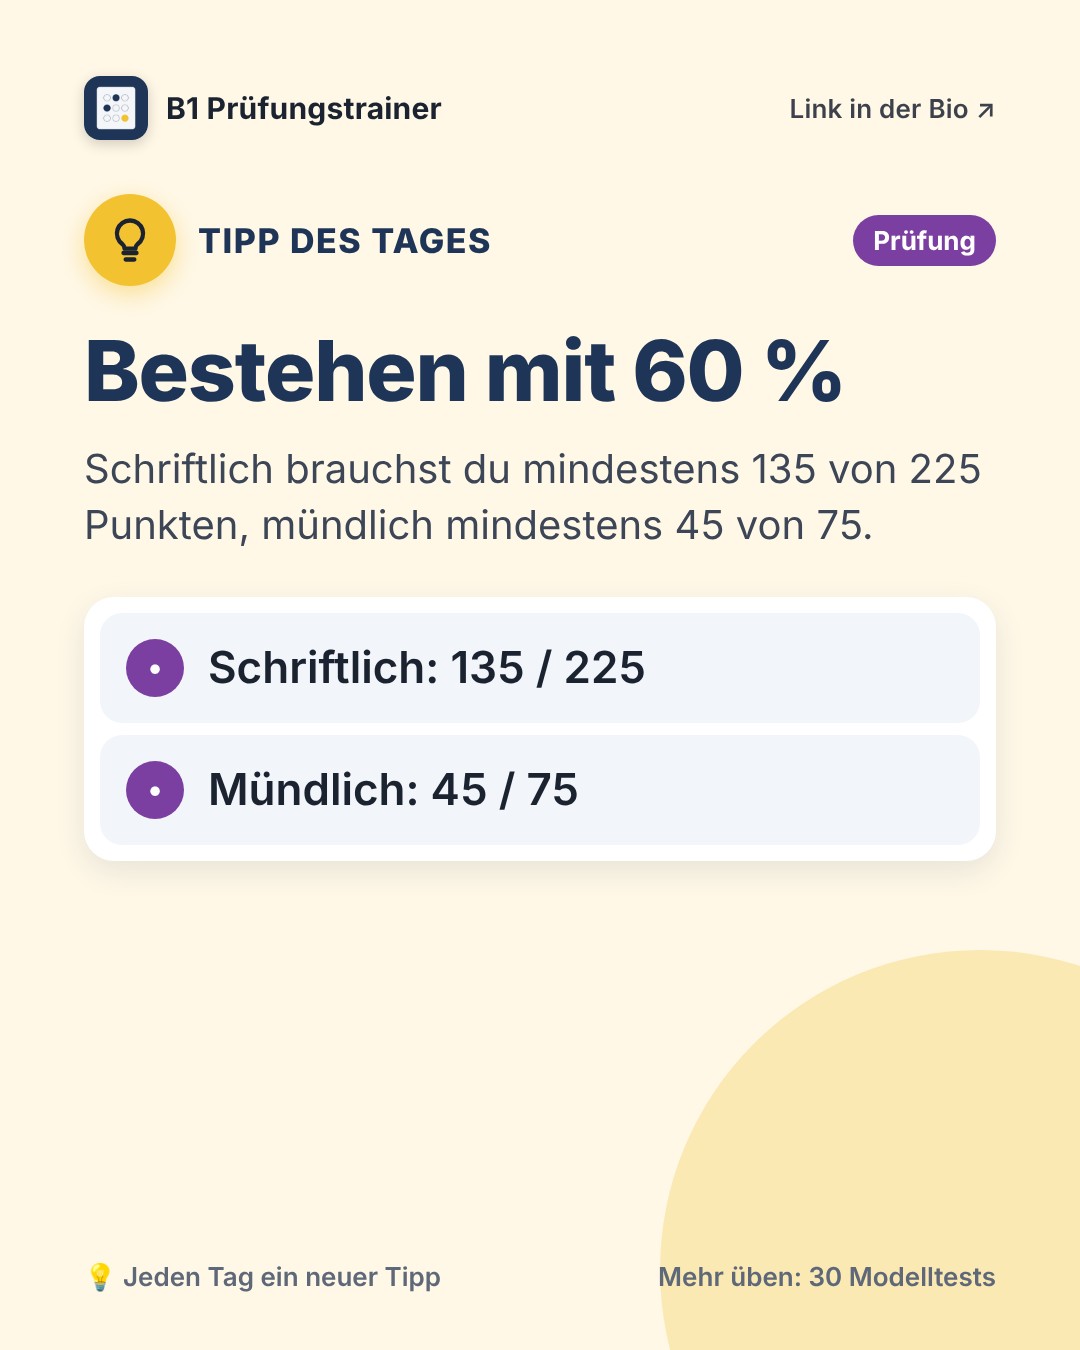 B1 Prüfungstrainer
Link in der Bio ↗
TIPP DES TAGES
Prüfung
Bestehen mit 60 %
Schriftlich brauchst du mindestens 135 von 225
Punkten, mündlich mindestens 45 von 75.
Schriftlich: 135 / 225
Mündlich: 45 / 75
💡 Jeden Tag ein neuer Tipp
Mehr üben: 30 Modelltests